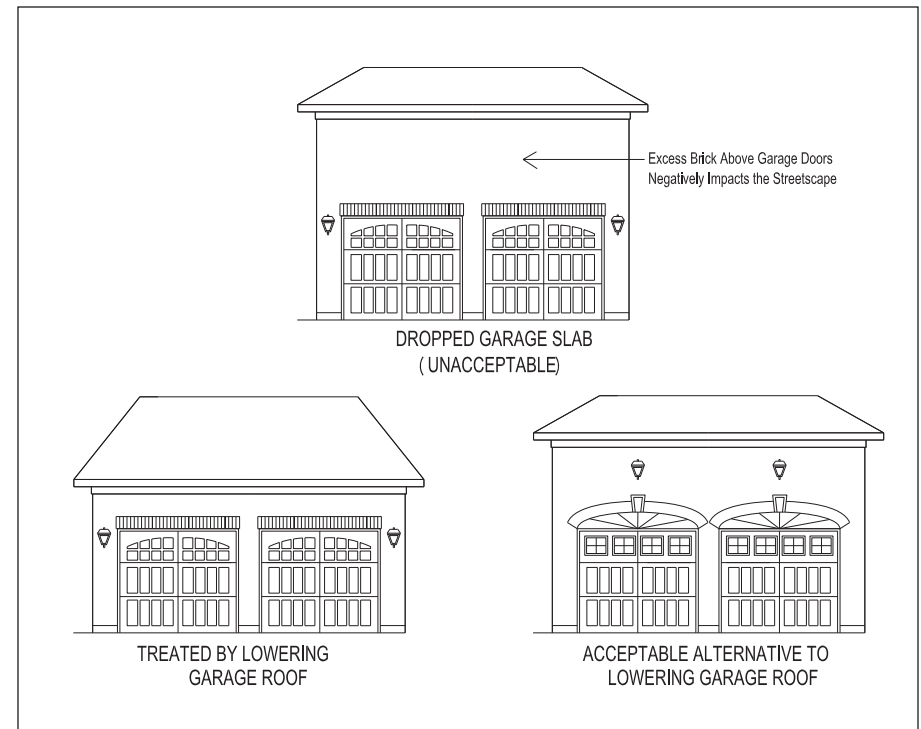 Excess Brick Above Garage Doors
Negatively Impacts the Streetscape
DROPPED GARAGE SLAB
( UNACCEPTABLE)
TREATED BY LOWERING
GARAGE ROOF
ACCEPTABLE ALTERNATIVE TO
LOWERING GARAGE ROOF